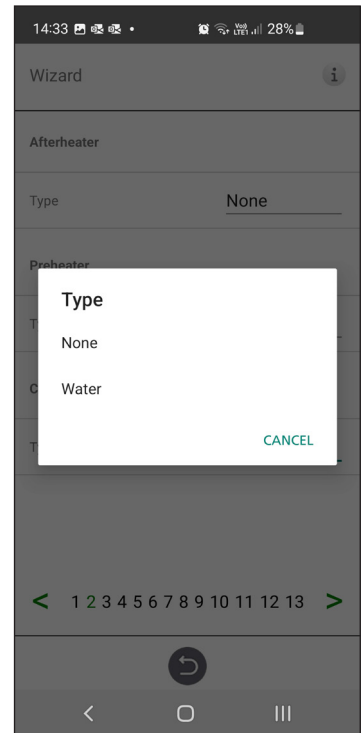 14:33 28%
Wizard i
Afterheater
Type None
Preheater
T
Type
None
Water
C
T
CANCEL
< 1 2 3 4 5 6 7 8 9 10 11 12 13 >